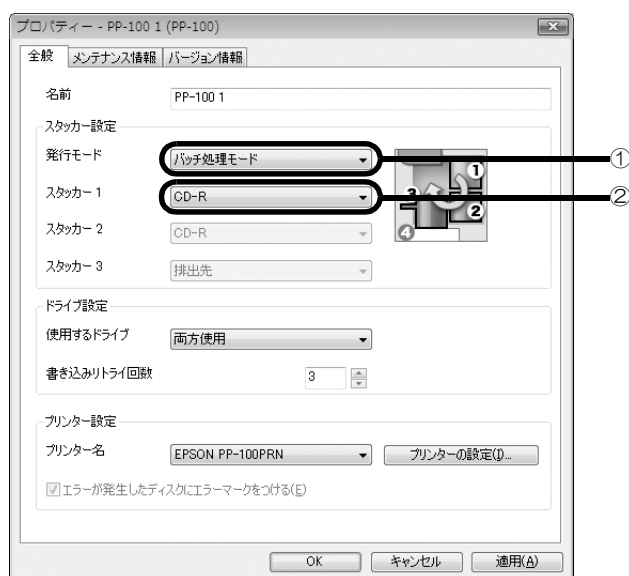 プロパティー - PP-100 1 (PP-100)
全般 メンテナンス情報 バージョン情報
名前 PP-100 1
スタッカー設定
発行モード バッチ処理モード ①
スタッカー 1 CD-R ②
スタッカー 2 CD-R
スタッカー 3 排出先
1
3
2
4
ドライブ設定
使用するドライブ 両方使用
書き込みリトライ回数 3
プリンター設定
プリンター名 EPSON PP-100PRN プリンターの設定(I)...
エラーが発生したディスクにエラーマークをつける(E)
OK キャンセル 適用(A)